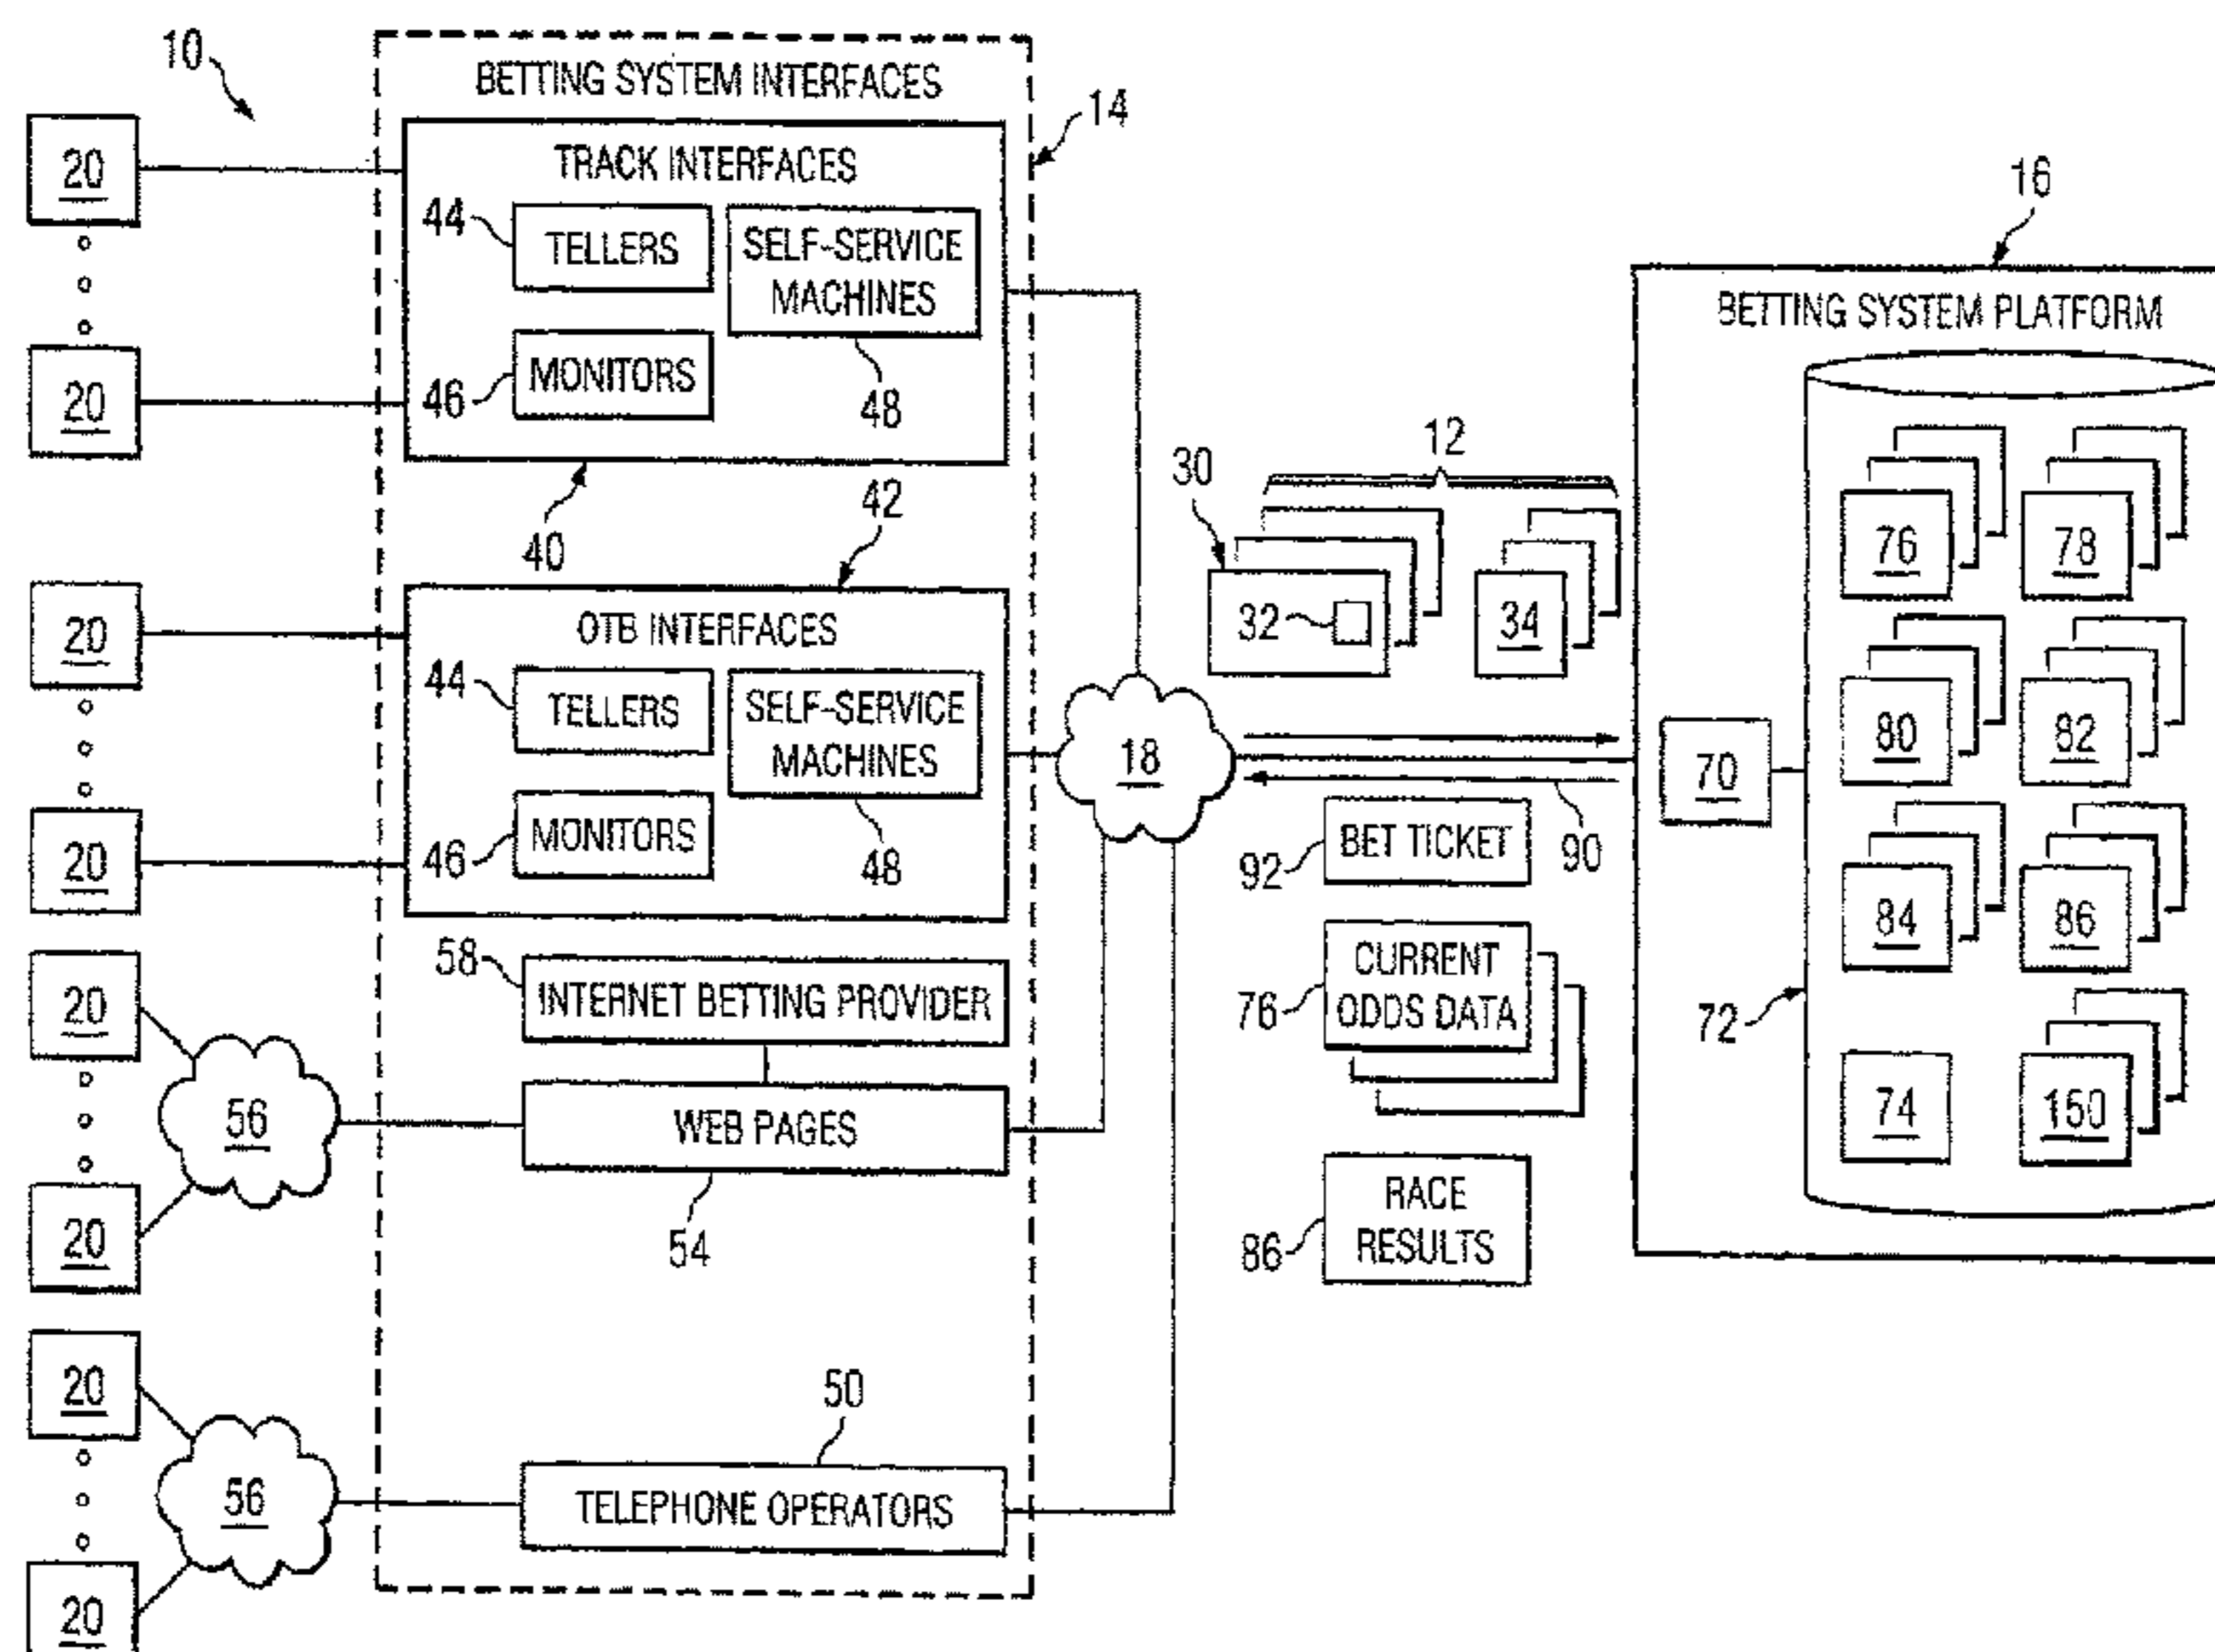 10
BETTING SYSTEM INTERFACES
14
20
TRACK INTERFACES
44
TELLERS
SELF-SERVICE
MACHINES
46
MONITORS
48
20
40
42
20
OTB INTERFACES
44
TELLERS
SELF-SERVICE
MACHINES
46
MONITORS
48
20
58
INTERNET BETTING PROVIDER
20
56
WEB PAGES
54
20
20
50
56
TELEPHONE OPERATORS
20
18
12
30
32
34
90
92
BET TICKET
76
CURRENT
ODDS DATA
86
RACE
RESULTS
16
BETTING SYSTEM PLATFORM
70
72
76
78
80
82
84
86
74
150